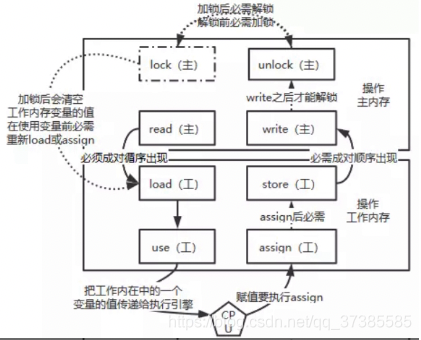 加锁后必需解锁
解锁前必需加锁
lock（主）
unlock（主）
操作
主内存
加锁后会清空
工作内存变量的值
在使用变量前必需
重新load或assign
write之后才能解锁
read（主）
write（主）
必须成对顺序出现
必需成对顺序出现
load（工）
store（工）
操作
工作内存
assign后必需
use（工）
assign（工）
把工作内在中的一个
变量的值传递给执行引擎
CP
U
赋值要执行assign
https://blog.csdn.net/qq_37385585